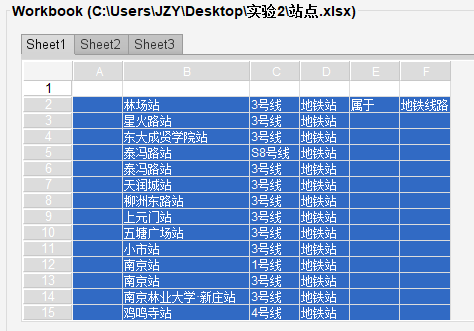 Workbook (C:\Users\JZY\Desktop\实验2\站点.xlsx)
Sheet1 Sheet2 Sheet3
A B C D E F
1
2 林场站 3号线 地铁站 属于 地铁线路
3 星火路站 3号线 地铁站
4 东大成贤学院站 3号线 地铁站
5 泰冯路站 S8号线 地铁站
6 泰冯路站 3号线 地铁站
7 天润城站 3号线 地铁站
8 柳洲东路站 3号线 地铁站
9 上元门站 3号线 地铁站
10 五塘广场站 3号线 地铁站
11 小市站 3号线 地铁站
12 南京站 1号线 地铁站
13 南京站 3号线 地铁站
14 南京林业大学·新庄站 3号线 地铁站
15 鸡鸣寺站 4号线 地铁站